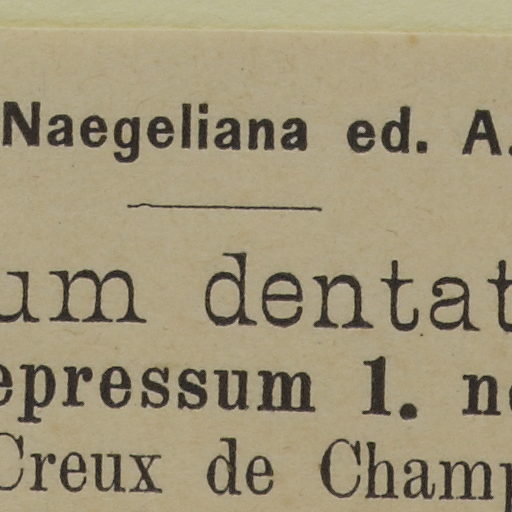 Naegeliana ed. A.
um dentat
epressum 1. n
Creux de Champ